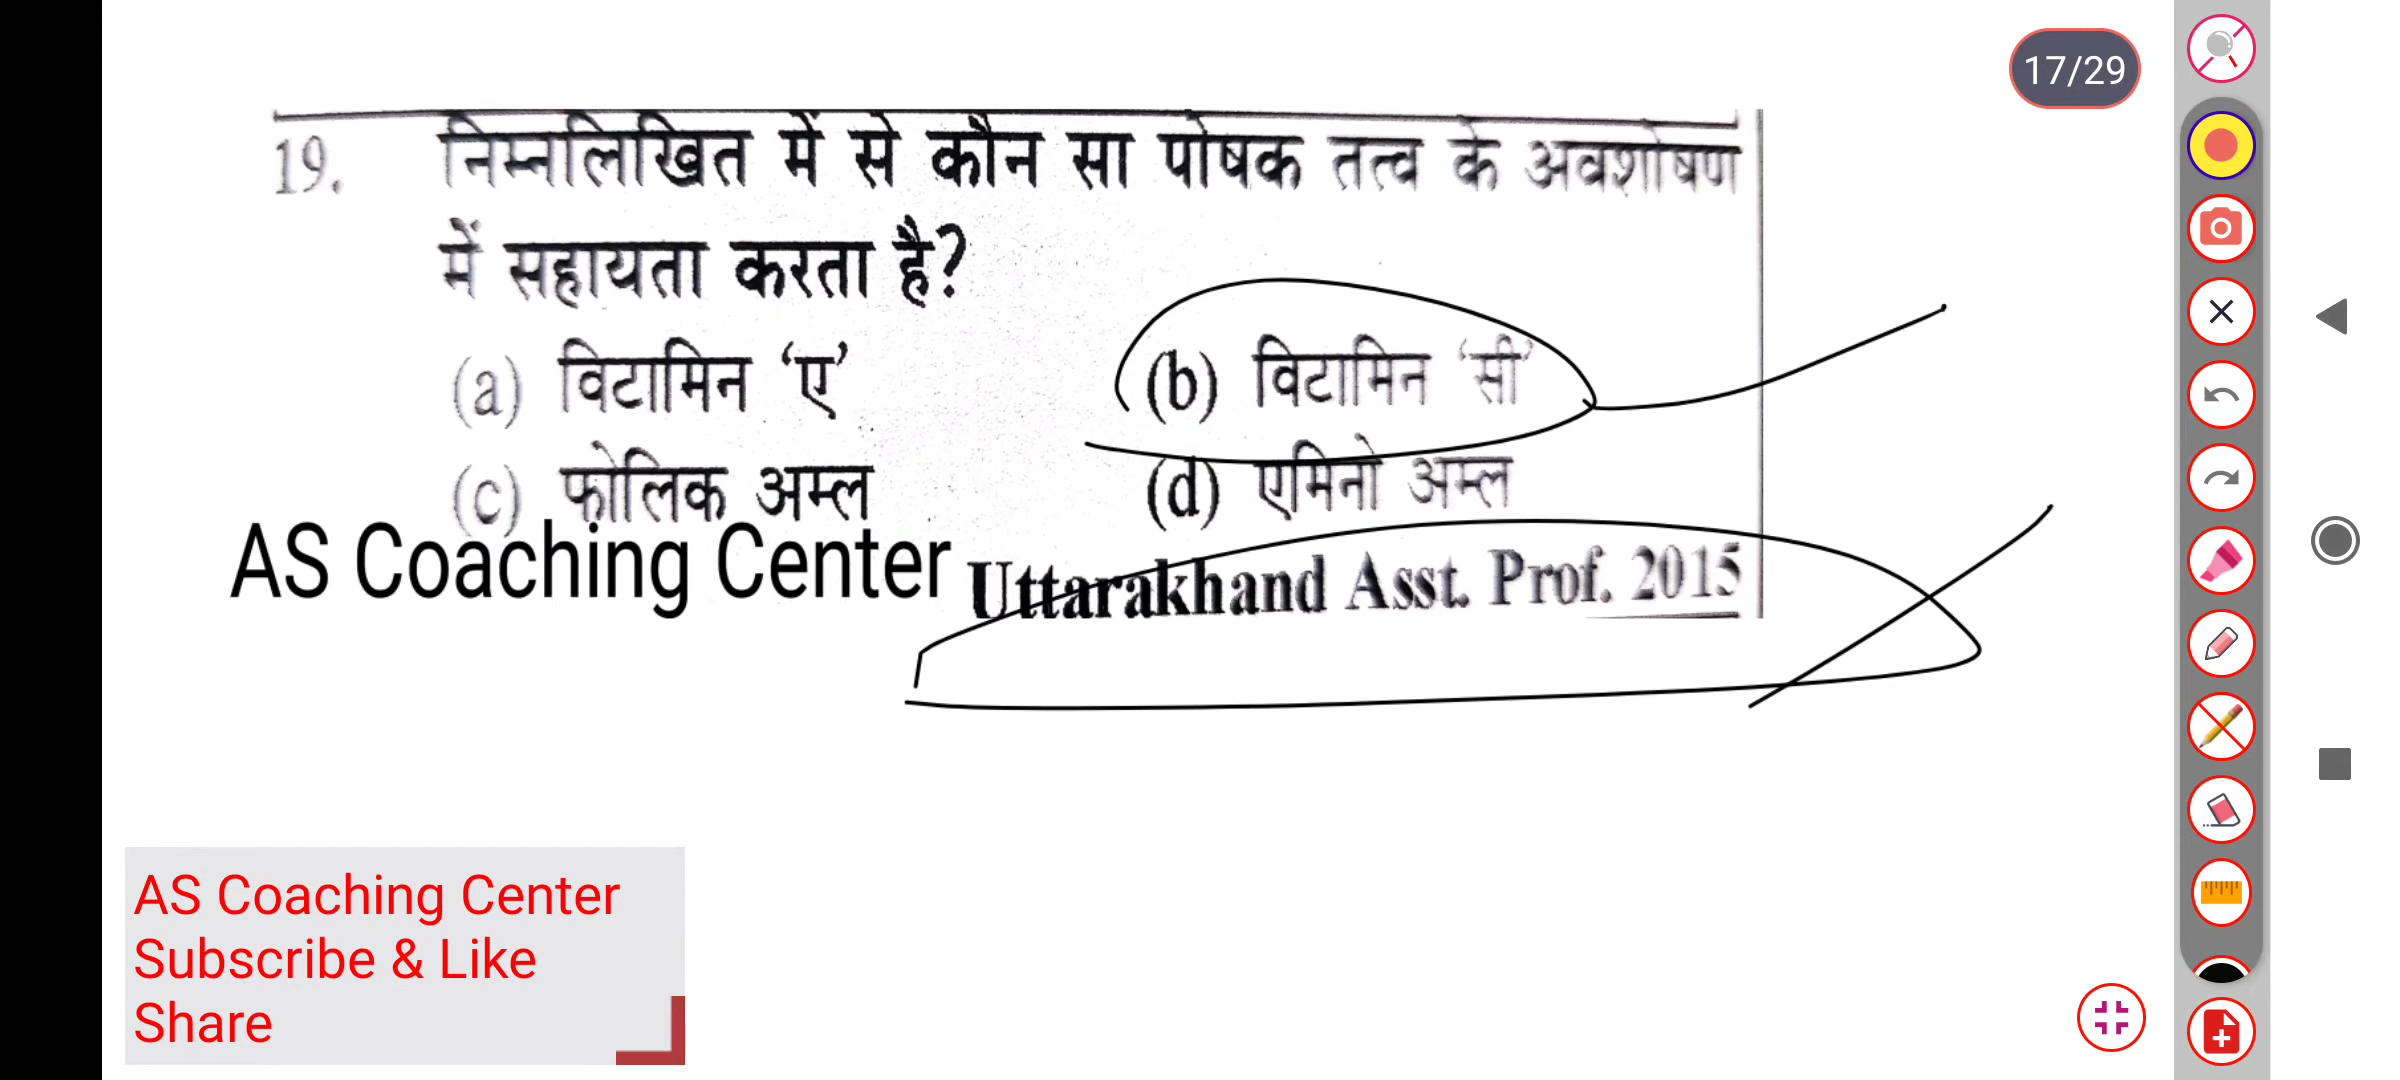 17/29
19. निम्नलिखित में से कौन सा पोषक तत्व के अवशोषण
में सहायता करता है?
(a) विटामिन ‘ए’ (b) विटामिन ‘सी’
(c) फोलिक अम्ल (d) एमिनो अम्ल
AS Coaching Center Uttarakhand Asst. Prof. 2015
AS Coaching Center
Subscribe & Like
Share